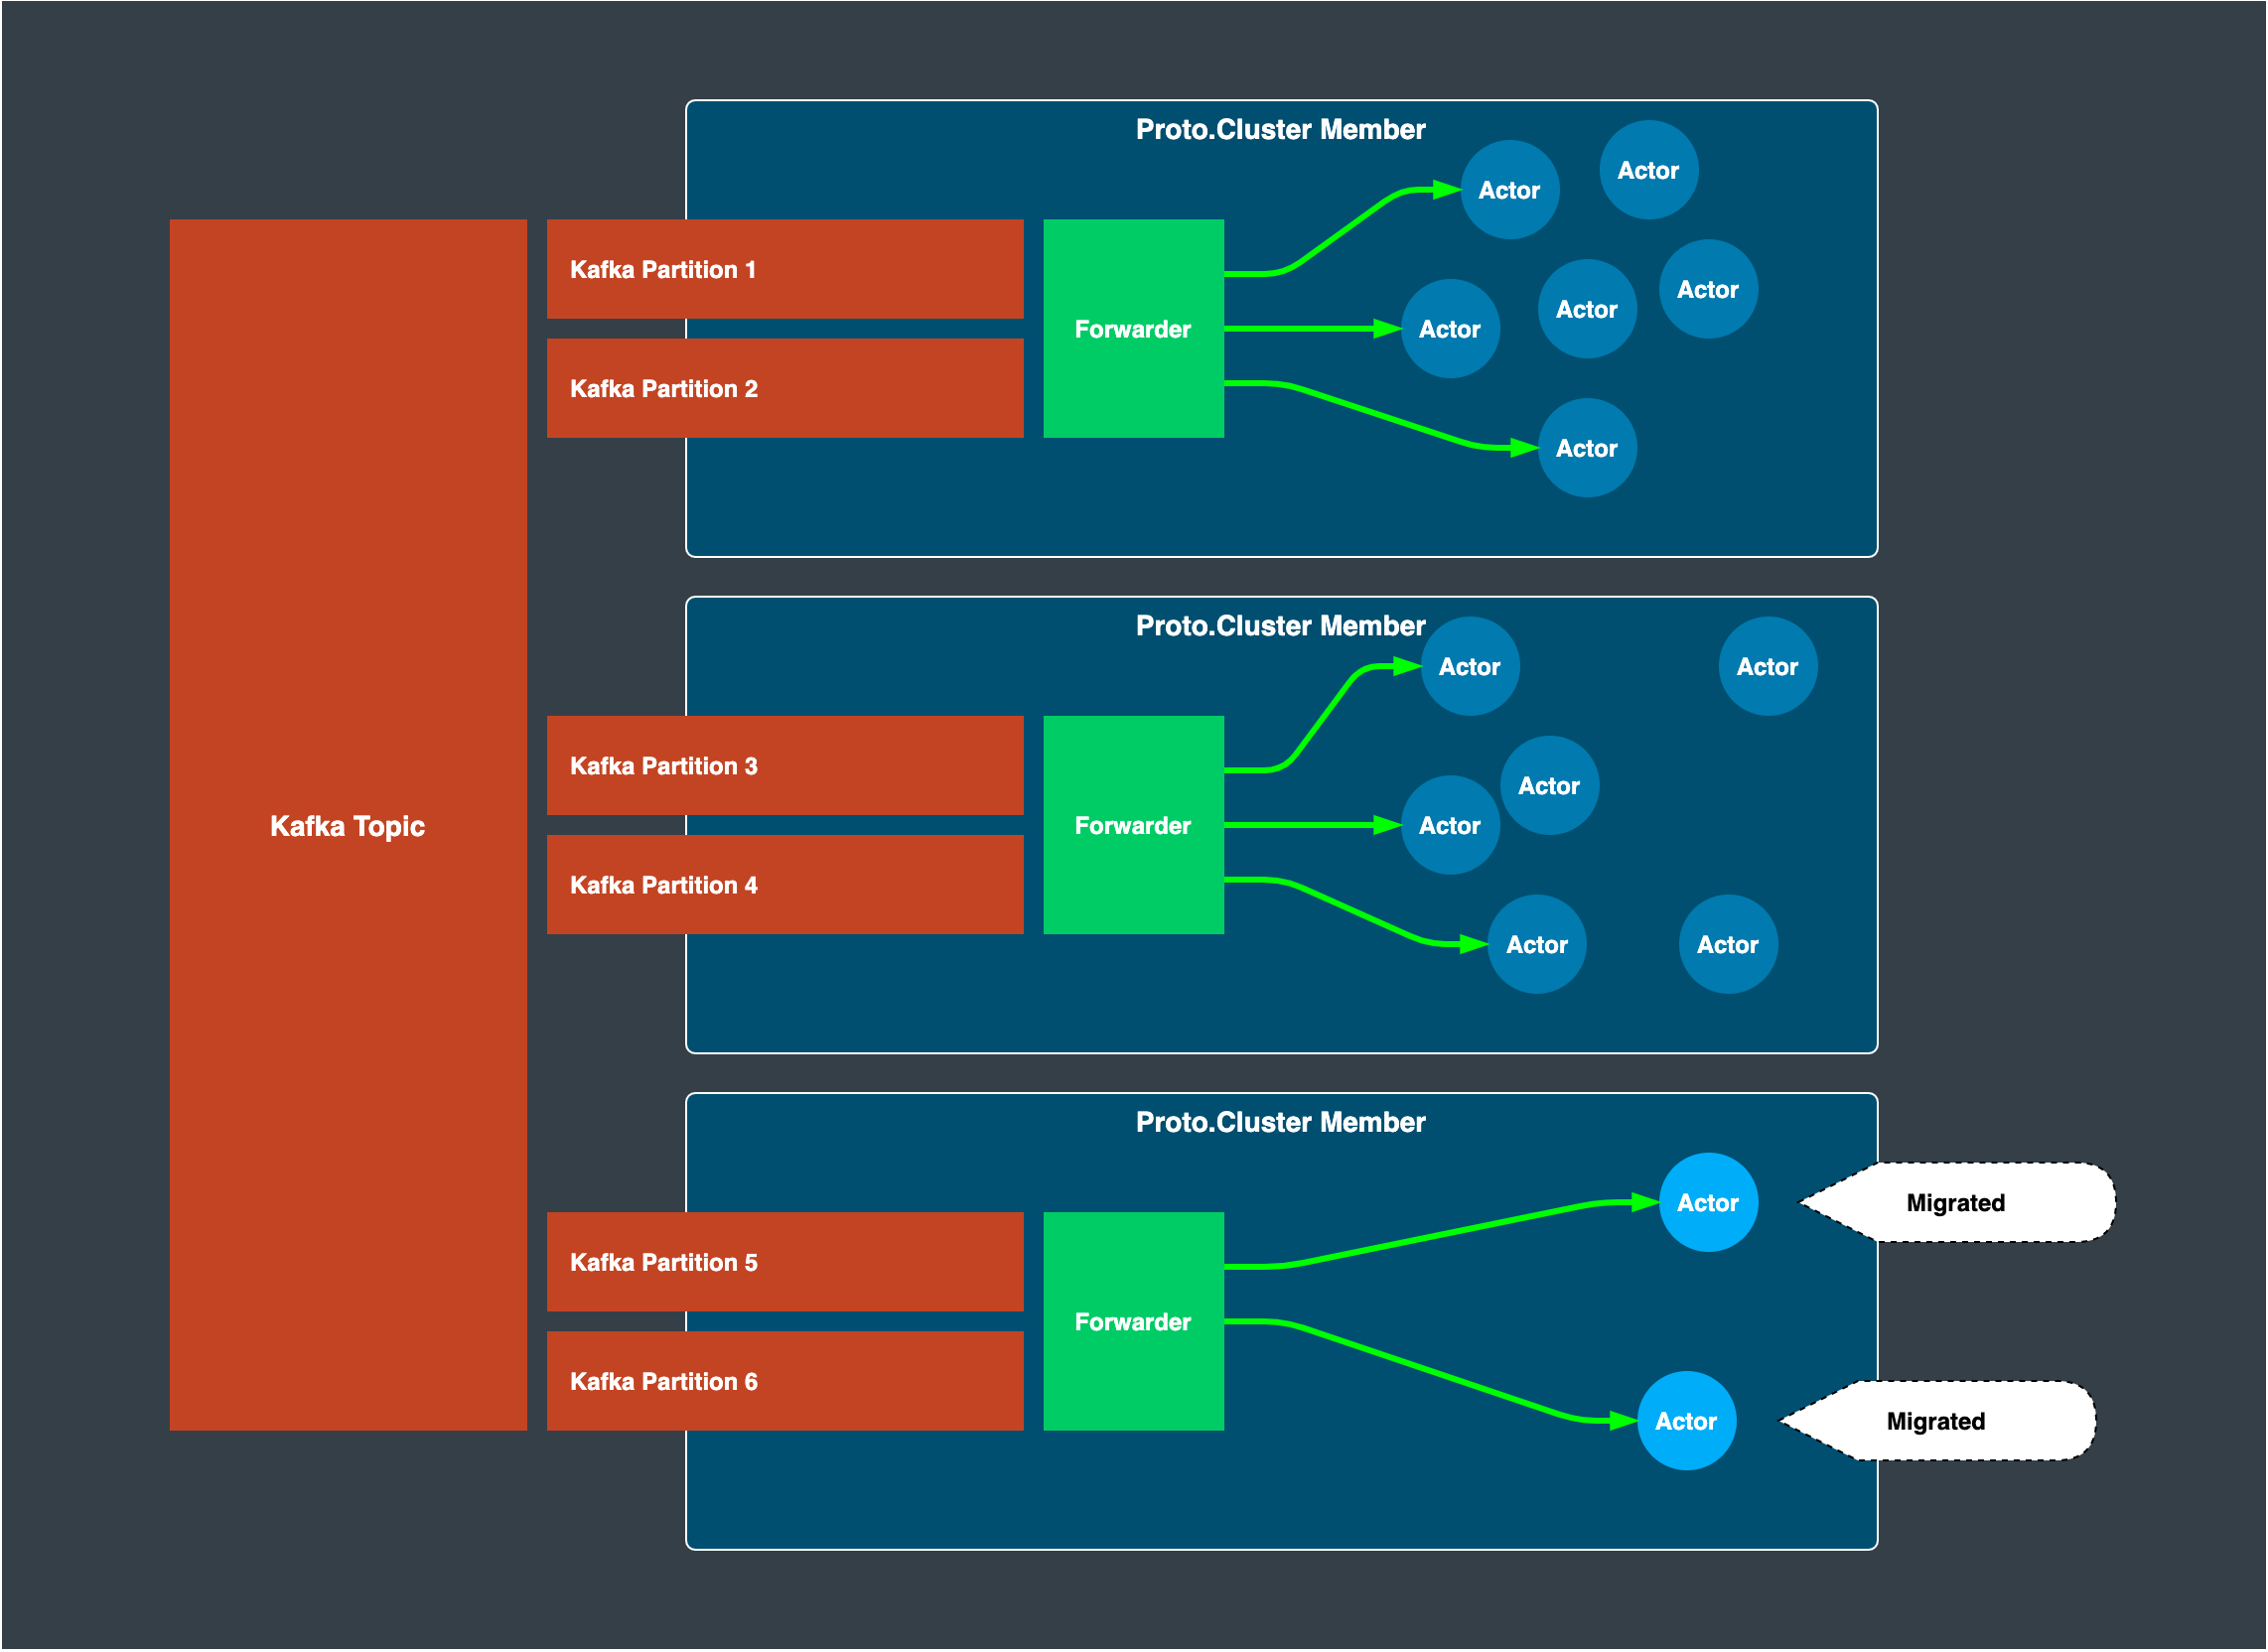 Kafka Topic
Proto.Cluster Member
Kafka Partition 1
Kafka Partition 2
Forwarder
Actor
Actor
Actor
Actor
Actor
Actor
Proto.Cluster Member
Kafka Partition 3
Kafka Partition 4
Forwarder
Actor
Actor
Actor
Actor
Actor
Actor
Proto.Cluster Member
Kafka Partition 5
Kafka Partition 6
Forwarder
Actor
Migrated
Actor
Migrated